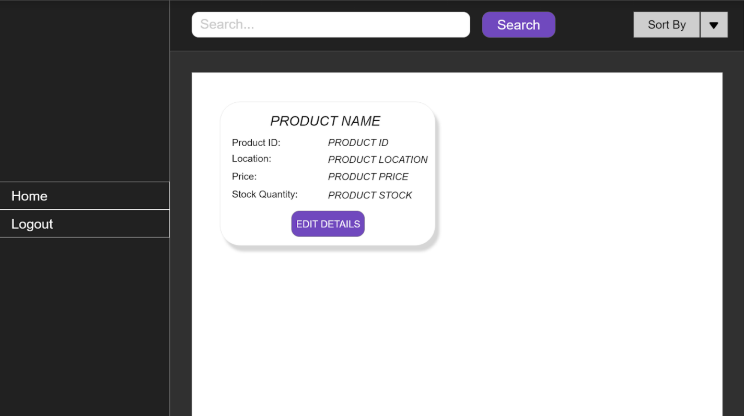 Search...
Search
Sort By
Home
Logout
PRODUCT NAME
Product ID: PRODUCT ID
Location: PRODUCT LOCATION
Price: PRODUCT PRICE
Stock Quantity: PRODUCT STOCK
EDIT DETAILS